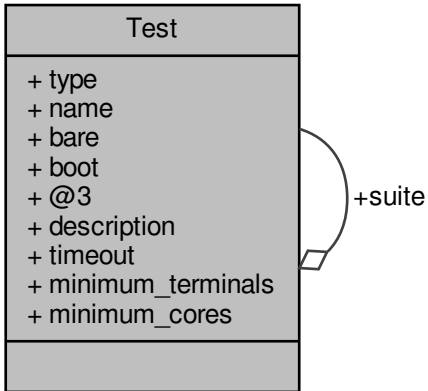 Test
+ type
+ name
+ bare
+ boot
+ @3
+ description
+ timeout
+ minimum_terminals
+ minimum_cores
+suite